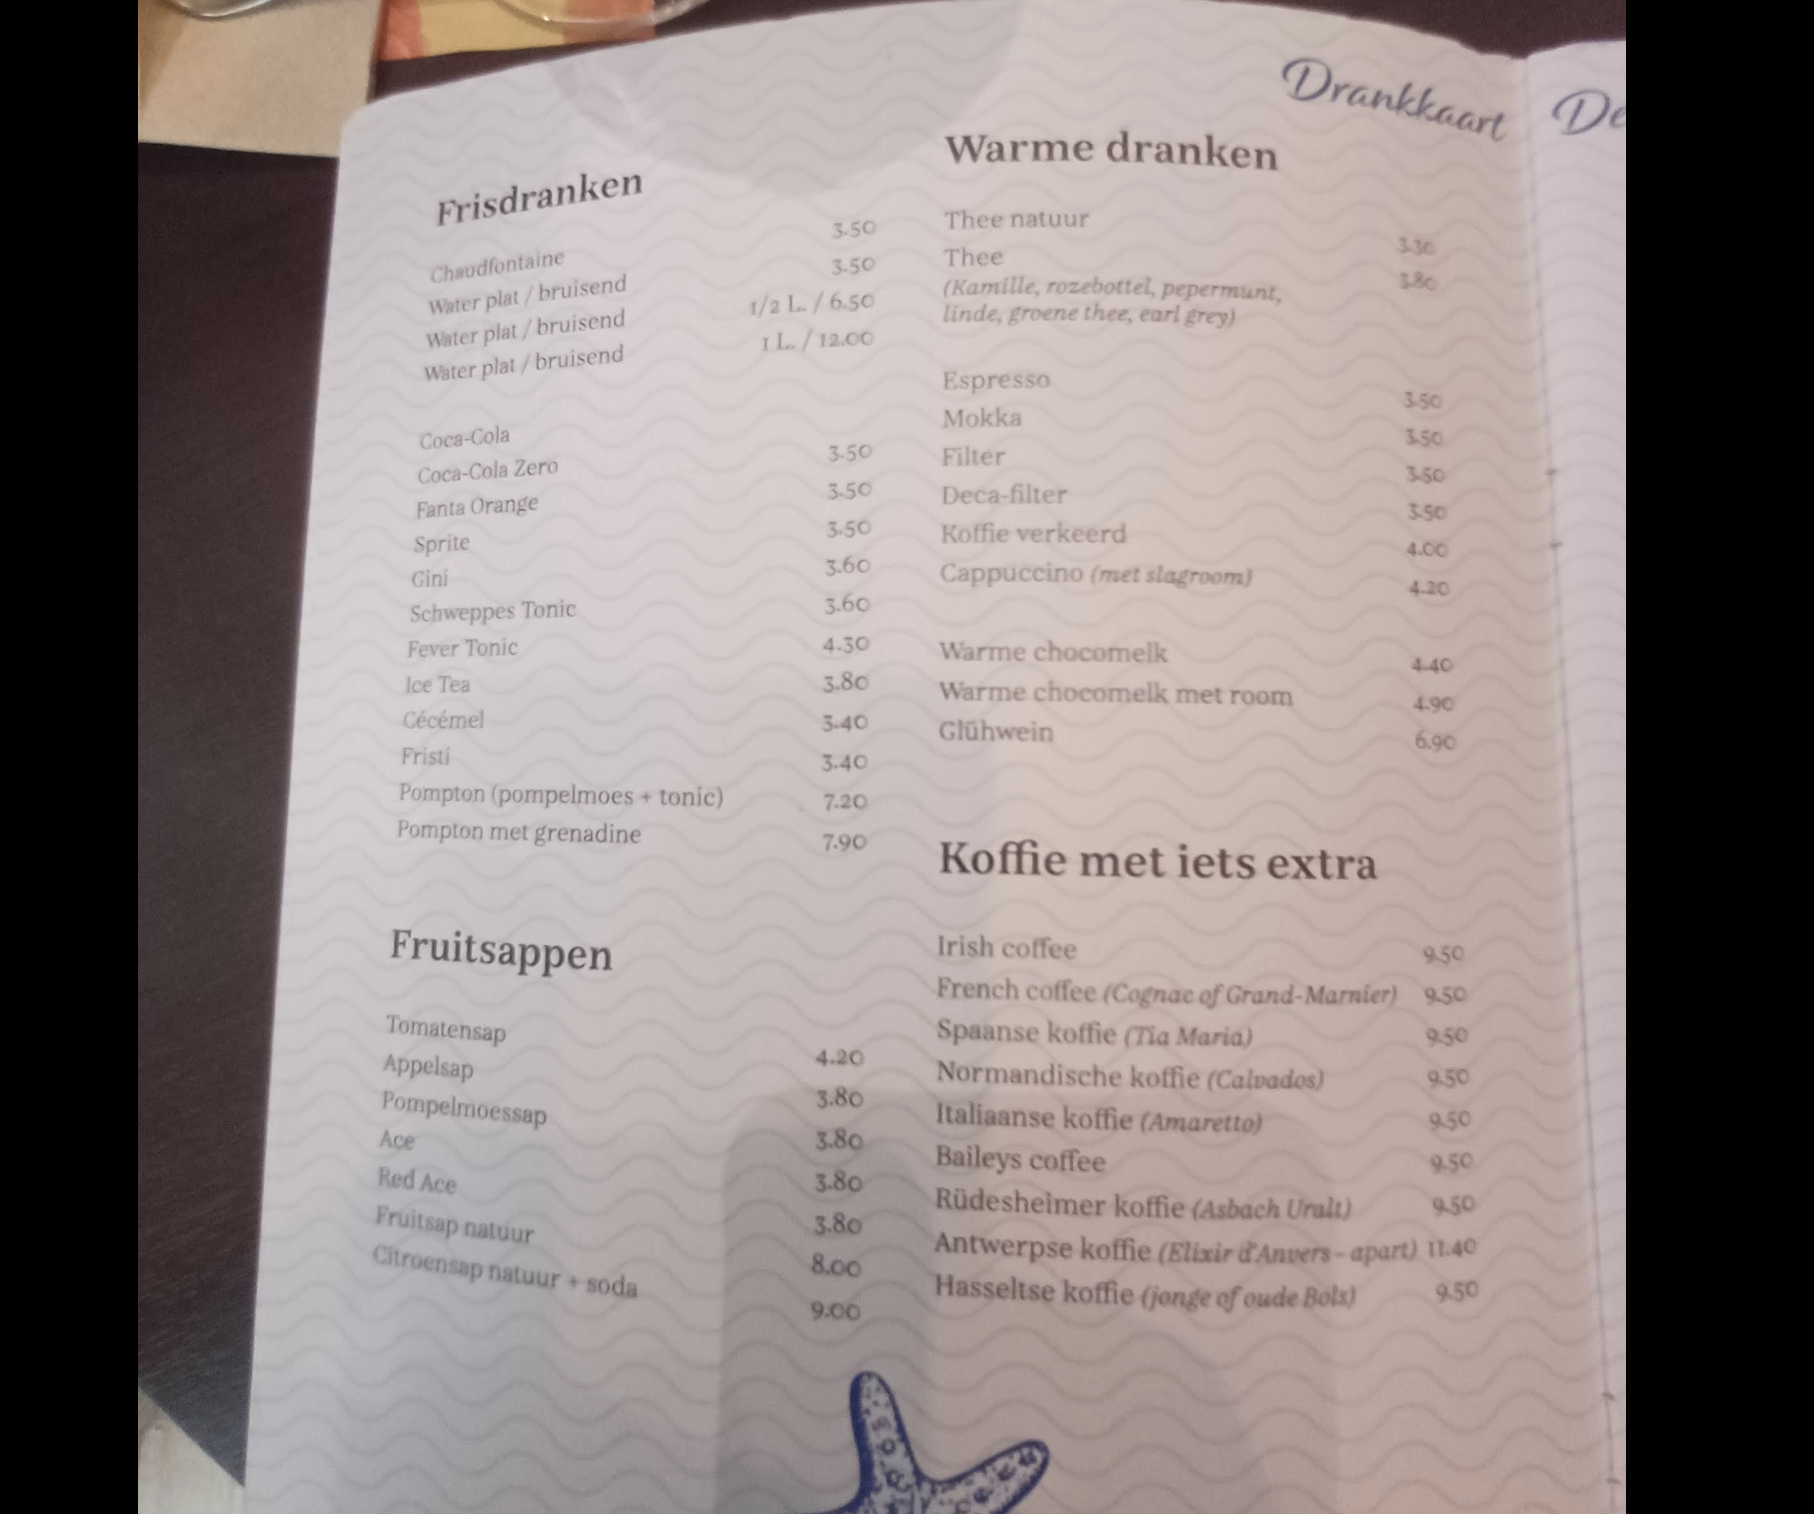 Drankkaart
De
Frisdranken
Chaudfontaine 3.50
Water plat / bruisend 3.50
Water plat / bruisend 1/2 L. / 6.50
Water plat / bruisend 1 L. / 12.00
Coca-Cola
Coca-Cola Zero 3.50
Fanta Orange 3.50
Sprite 3.50
Gini 3.60
Schweppes Tonic 3.60
Fever Tonic 4.30
Ice Tea 3.80
Cécémel 3.40
Fristi 3.40
Pompton (pompelmoes + tonic) 7.20
Pompton met grenadine 7.90
Fruitsappen
Tomatensap 4.20
Appelsap 3.80
Pompelmoessap 3.80
Ace 3.80
Red Ace 3.80
Fruitsap natuur 8.00
Citroensap natuur + soda 9.00
Warme dranken
Thee natuur 3.30
Thee 3.80
(Kamille, rozebottel, pepermunt,
linde, groene thee, earl grey)
Espresso 3.50
Mokka 3.50
Filter 3.50
Deca-filter 3.50
Koffie verkeerd 4.00
Cappuccino (met slagroom) 4.20
Warme chocomelk 4.40
Warme chocomelk met room 4.90
Glühwein 6.90
Koffie met iets extra
Irish coffee 9.50
French coffee (Cognac of Grand-Marnier) 9.50
Spaanse koffie (Tia Maria) 9.50
Normandische koffie (Calvados) 9.50
Italiaanse koffie (Amaretto) 9.50
Baileys coffee 9.50
Rüdesheimer koffie (Asbach Uralt) 9.50
Antwerpse koffie (Elixir d'Anvers - apart) 11.40
Hasseltse koffie (jonge of oude Bols) 9.50